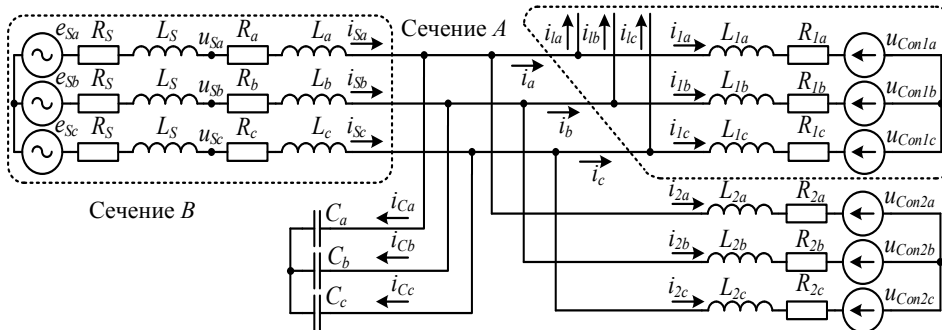 e_Sa R_S L_S u_Sa R_a L_a i_Sa Сечение A i_la i_lb i_lc i_1a L_1a R_1a u_Con1a
i_a
e_Sb R_S L_S u_Sb R_b L_b i_Sb i_1b L_1b R_1b u_Con1b
i_b
e_Sc R_S L_S u_Sc R_c L_c i_Sc i_1c L_1c R_1c u_Con1c
i_c
Сечение B
C_a i_Ca i_2a L_2a R_2a u_Con2a
C_b i_Cb i_2b L_2b R_2b u_Con2b
C_c i_Cc i_2c L_2c R_2c u_Con2c